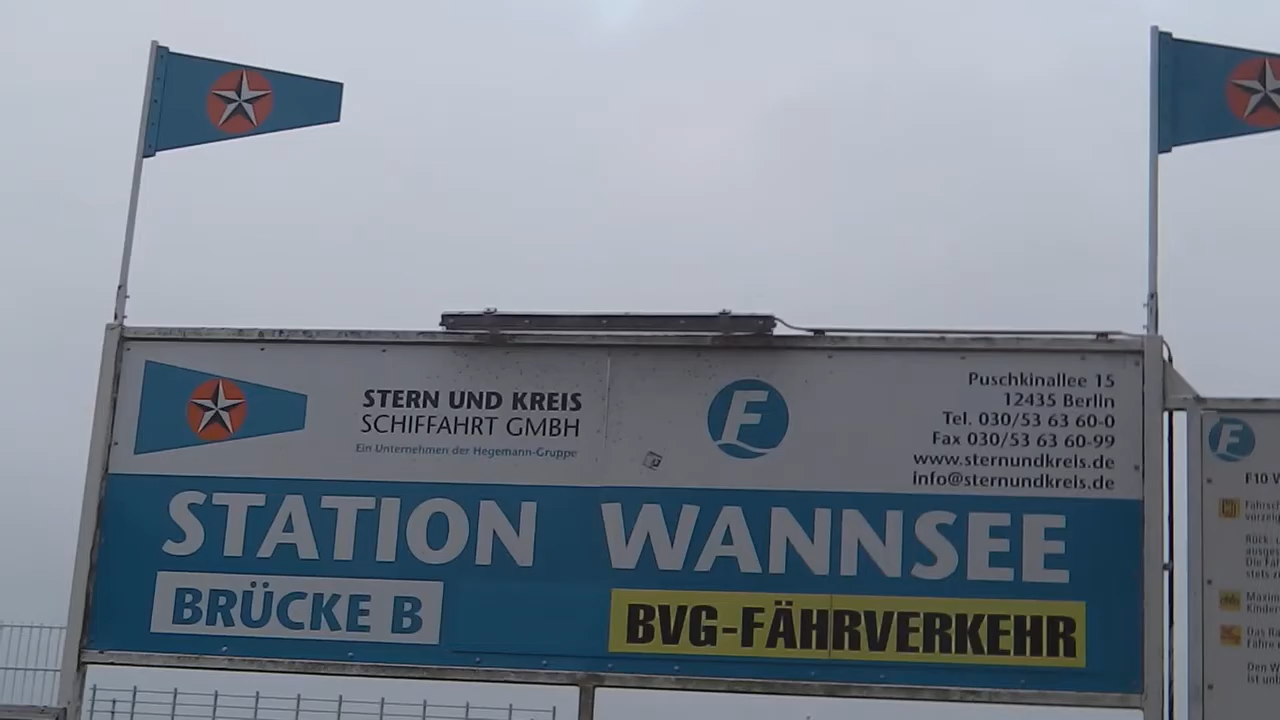 STERN UND KREIS
SCHIFFAHRT GMBH
Ein Unternehmen der Hegemann-Gruppe
F
Puschkinallee 15
12435 Berlin
Tel. 030/53 63 60-0
Fax 030/53 63 60-99
www.sternundkreis.de
info@sternundkreis.de
STATION WANNSEE
BRÜCKE B
BVG-FÄHRVERKEHR
F
F10